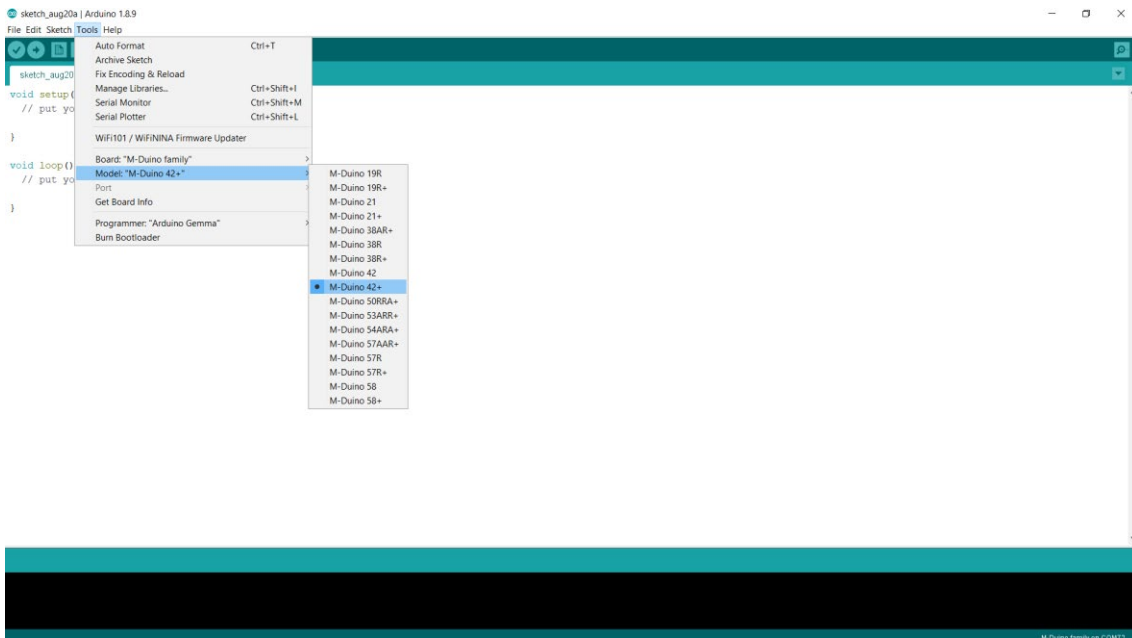 sketch_aug20a | Arduino 1.8.9
File Edit Sketch Tools Help
sketch_aug20
void setup(
// put yo
}
void loop()
// put yo
}
Auto Format Ctrl+T
Archive Sketch
Fix Encoding & Reload
Manage Libraries... Ctrl+Shift+I
Serial Monitor Ctrl+Shift+M
Serial Plotter Ctrl+Shift+L
WiFi101 / WiFiNINA Firmware Updater
Board: "M-Duino family"
Model: "M-Duino 42+"
Port
Get Board Info
Programmer: "Arduino Gemma"
Burn Bootloader
M-Duino 19R
M-Duino 19R+
M-Duino 21
M-Duino 21+
M-Duino 38AR+
M-Duino 38R
M-Duino 38R+
M-Duino 42
M-Duino 42+
M-Duino 50RRA+
M-Duino 53ARR+
M-Duino 54ARA+
M-Duino 57AAR+
M-Duino 57R
M-Duino 57R+
M-Duino 58
M-Duino 58+
M-Duino family on